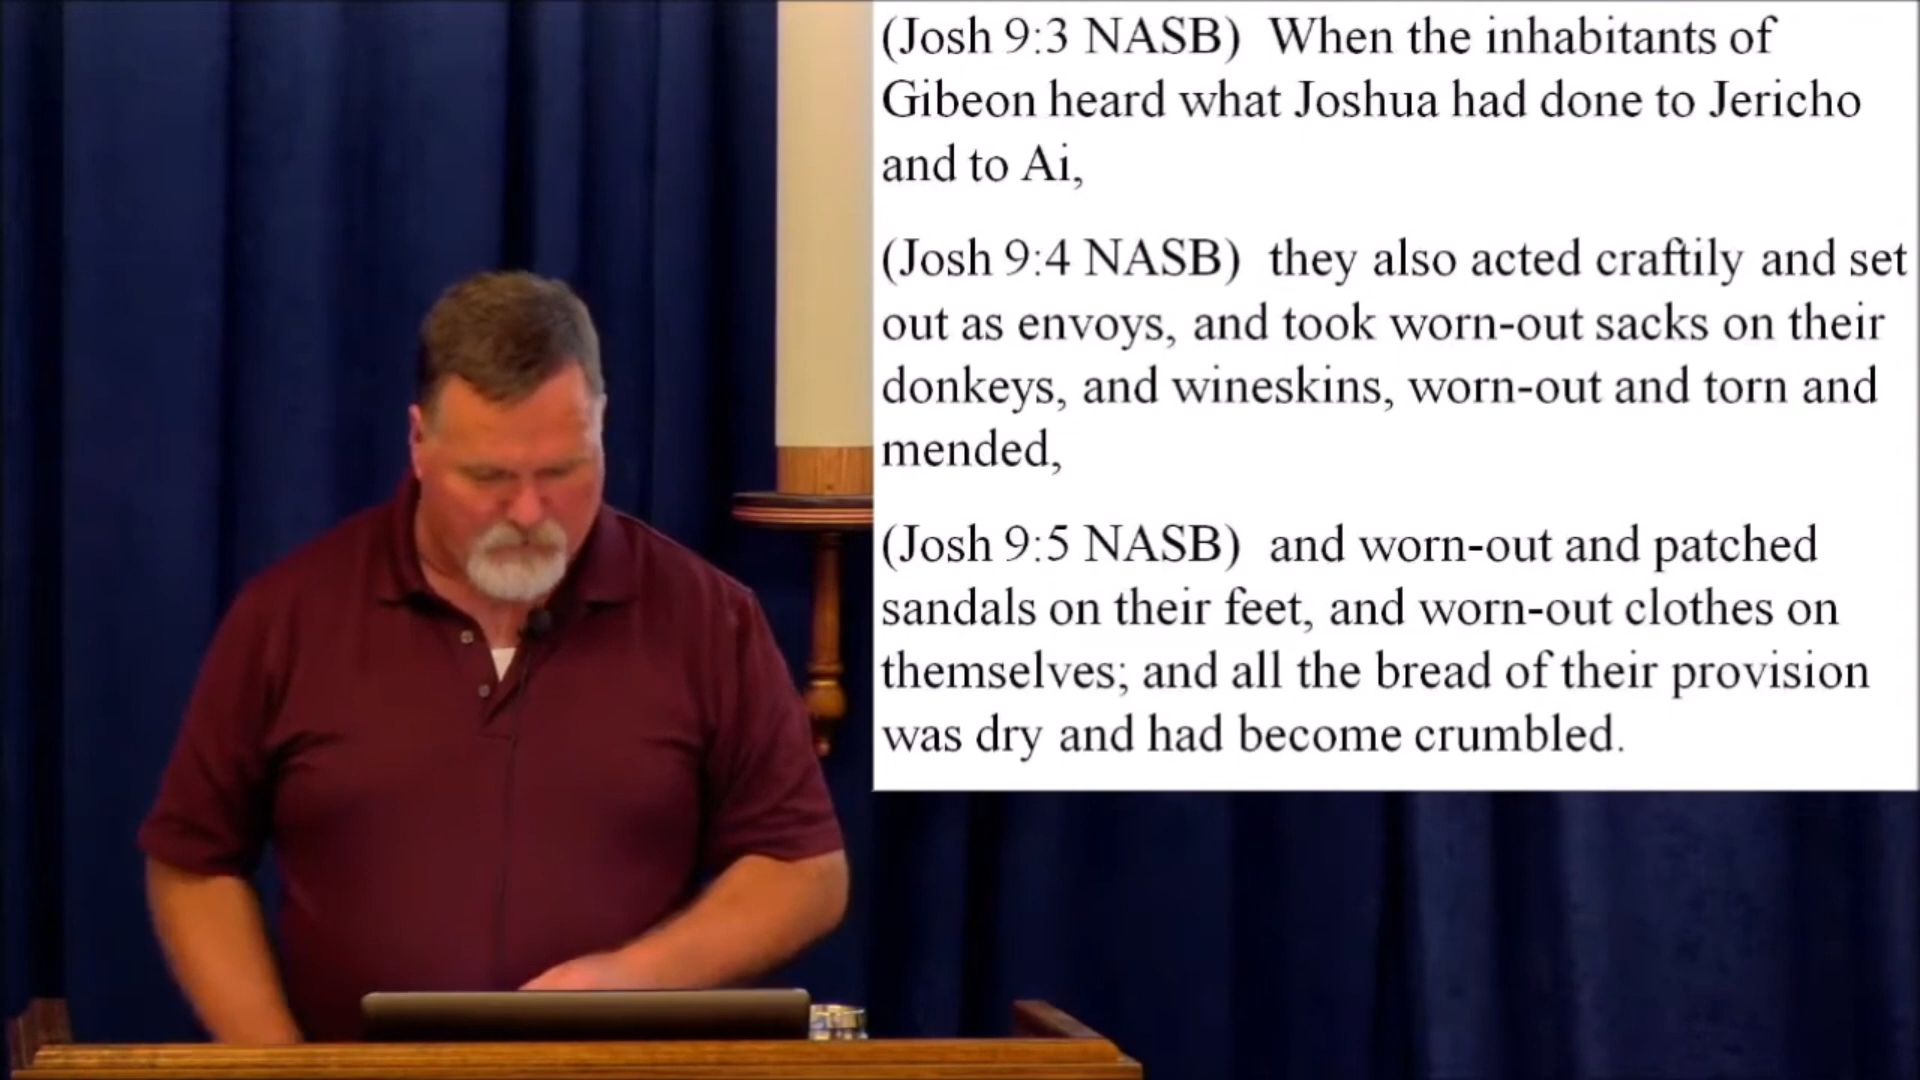 (Josh 9:3 NASB) When the inhabitants of
Gibeon heard what Joshua had done to Jericho
and to Ai,
(Josh 9:4 NASB) they also acted craftily and set
out as envoys, and took worn-out sacks on their
donkeys, and wineskins, worn-out and torn and
mended,
(Josh 9:5 NASB) and worn-out and patched
sandals on their feet, and worn-out clothes on
themselves; and all the bread of their provision
was dry and had become crumbled.